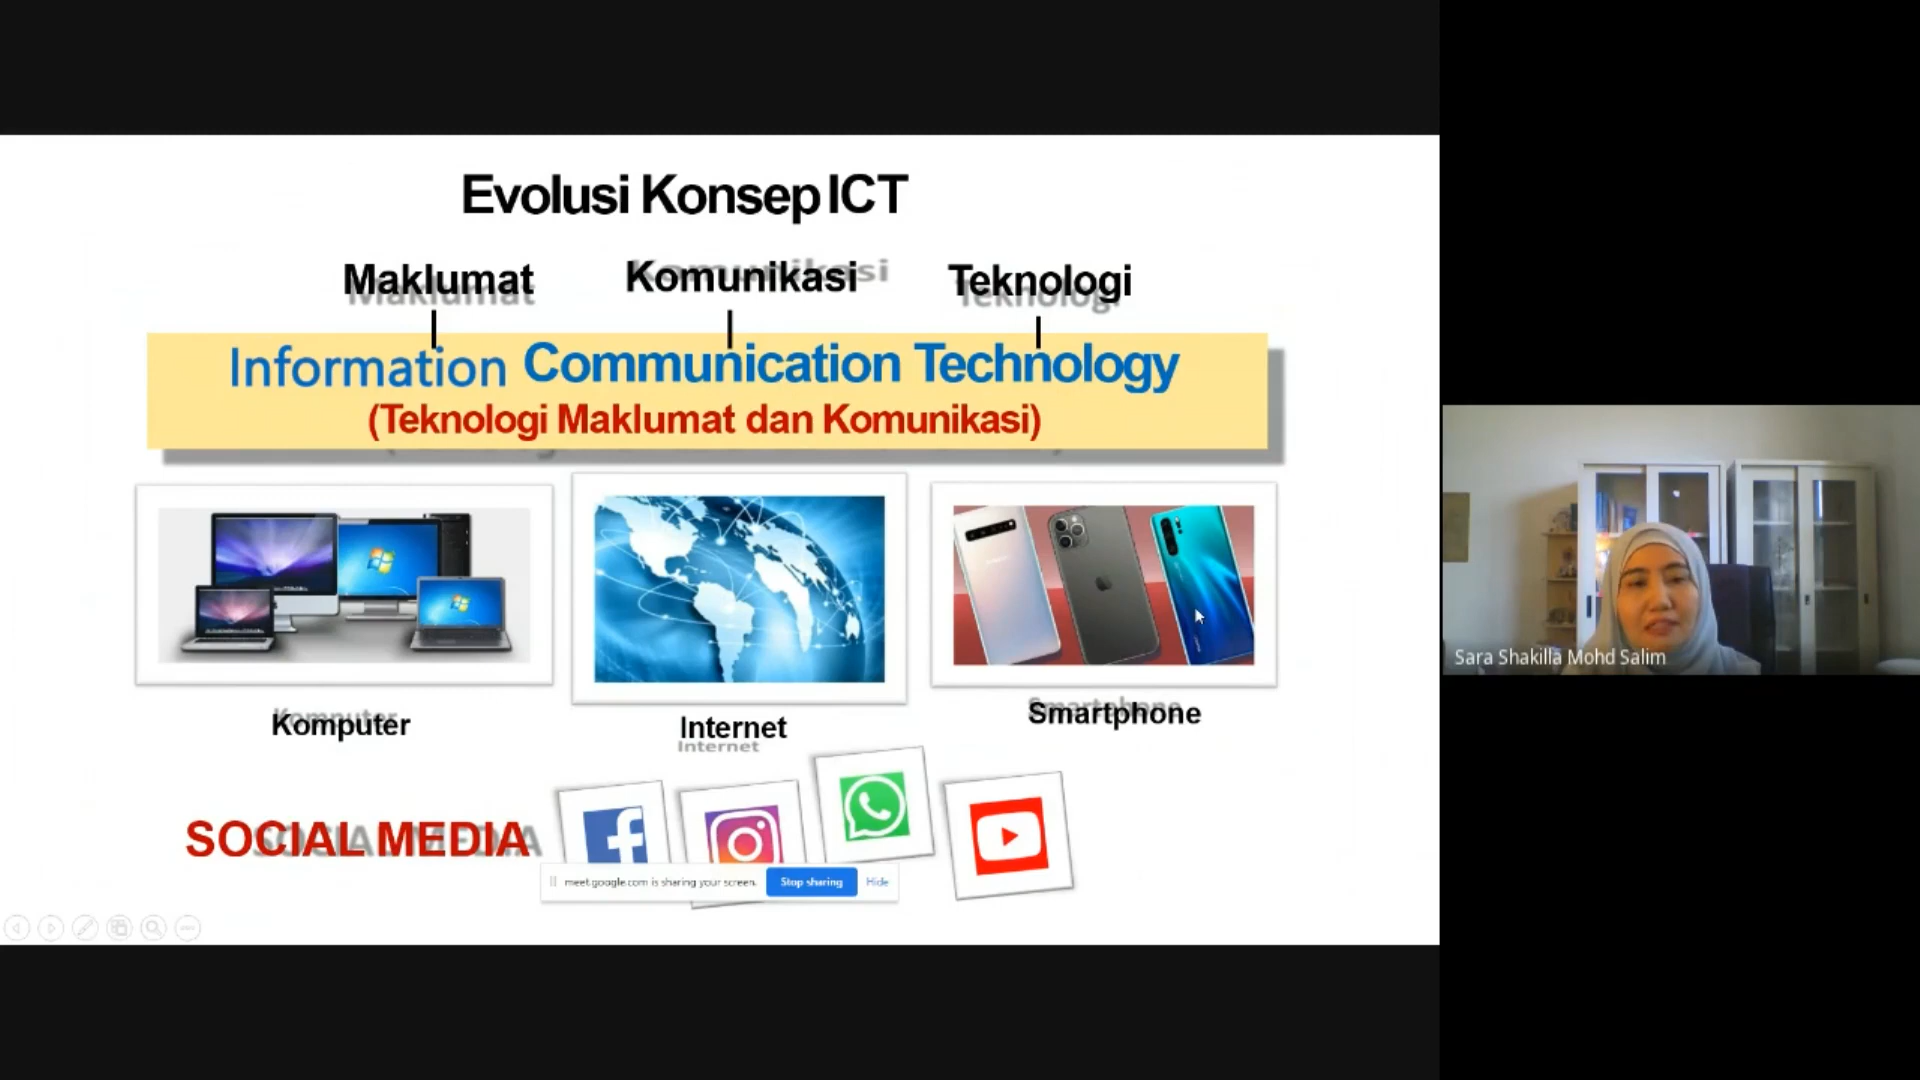 Evolusi Konsep ICT
Maklumat Komunikasi Teknologi
Information Communication Technology
(Teknologi Maklumat dan Komunikasi)
Komputer Internet Smartphone
SOCIAL MEDIA
meet.google.com is sharing your screen. Stop sharing Hide
Sara Shakilla Mohd Salim